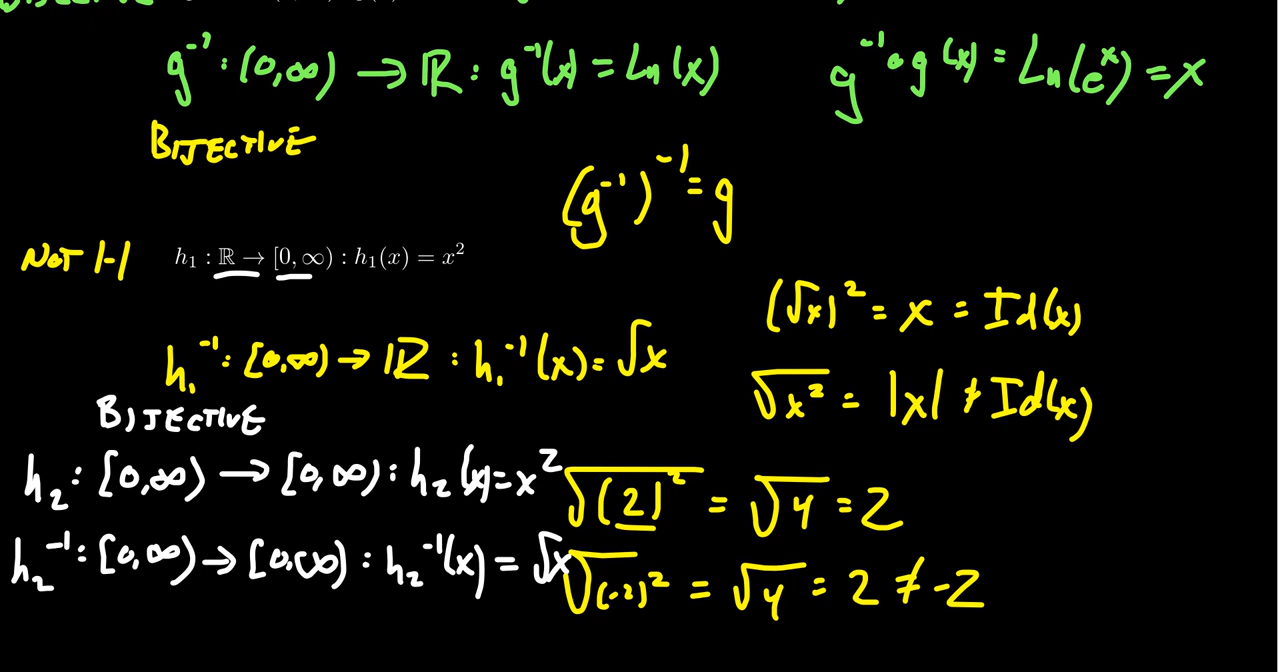 g⁻¹ : (0,∞) → ℝ : g⁻¹(x) = Ln(x)
g⁻¹∘g(x) = Ln(eˣ) = x
BIJECTIVE
(g⁻¹)⁻¹ = g
NOT 1-1
h₁ : ℝ → [0, ∞) : h₁(x) = x²
(√x)² = x = Id(x)
h₁⁻¹ : [0,∞) → ℝ : h₁⁻¹(x) = √x
√x² = |x| ≠ Id(x)
BIJECTIVE
h₂ : [0,∞) → [0,∞) : h₂(x) = x²
√(2)² = √4 = 2
h₂⁻¹ : [0,∞) → [0,∞) : h₂⁻¹(x) = √x
√(-2)² = √4 = 2 ≠ -2